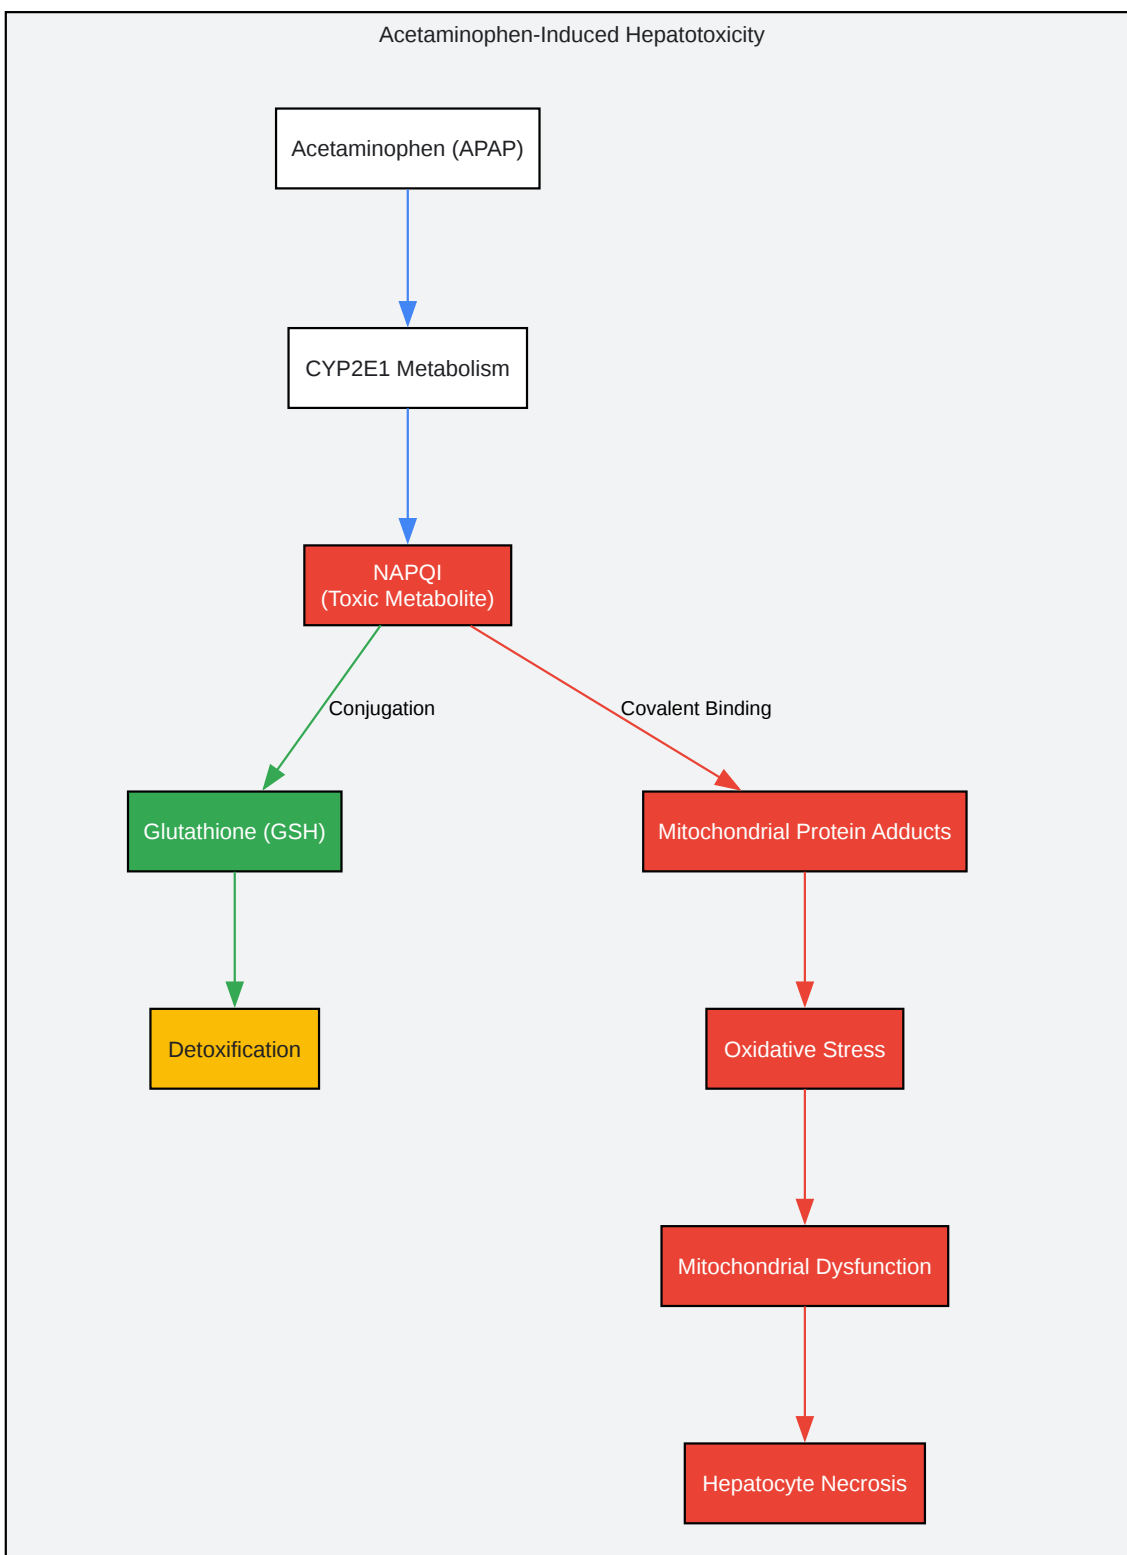 Acetaminophen-Induced Hepatotoxicity
Acetaminophen (APAP)
CYP2E1 Metabolism
NAPQI
(Toxic Metabolite)
Conjugation
Covalent Binding
Glutathione (GSH)
Mitochondrial Protein Adducts
Detoxification
Oxidative Stress
Mitochondrial Dysfunction
Hepatocyte Necrosis